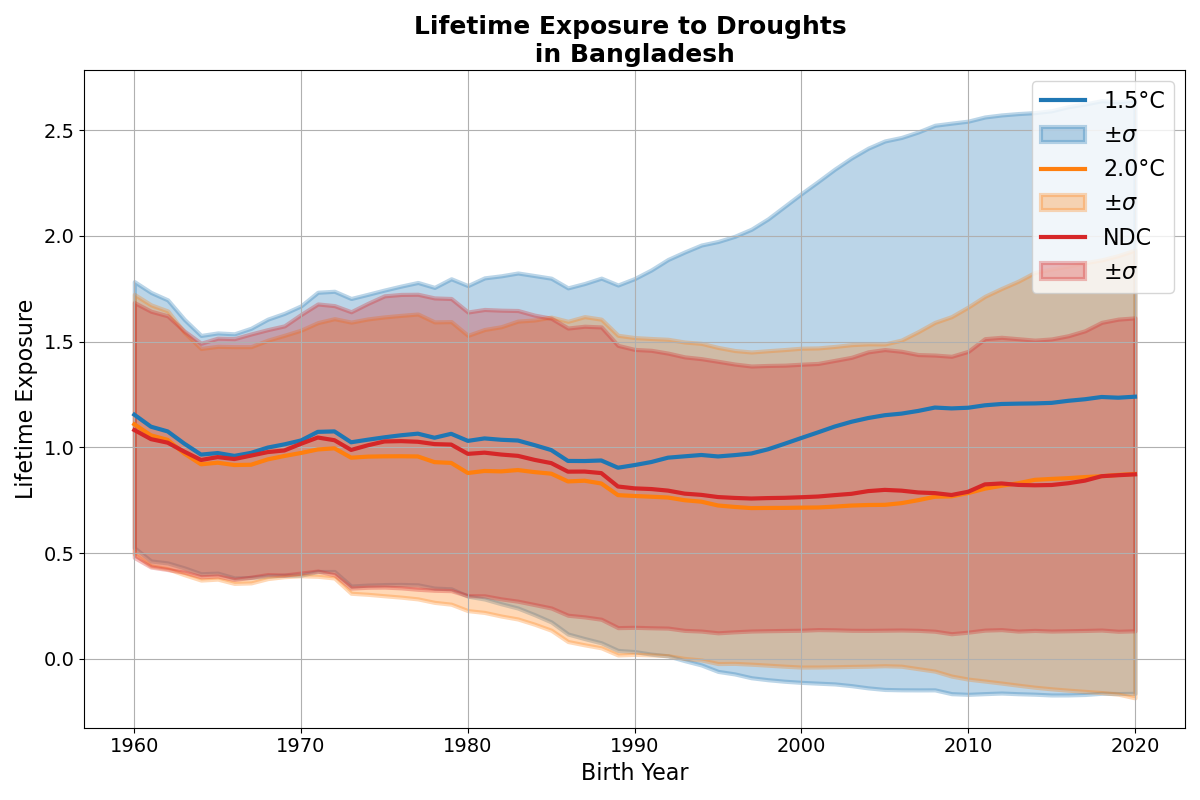 Lifetime Exposure to Droughts
in Bangladesh
1.5°C
±σ
2.0°C
±σ
NDC
±σ
Lifetime Exposure
2.5
2.0
1.5
1.0
0.5
0.0
1960 1970 1980 1990 2000 2010 2020
Birth Year